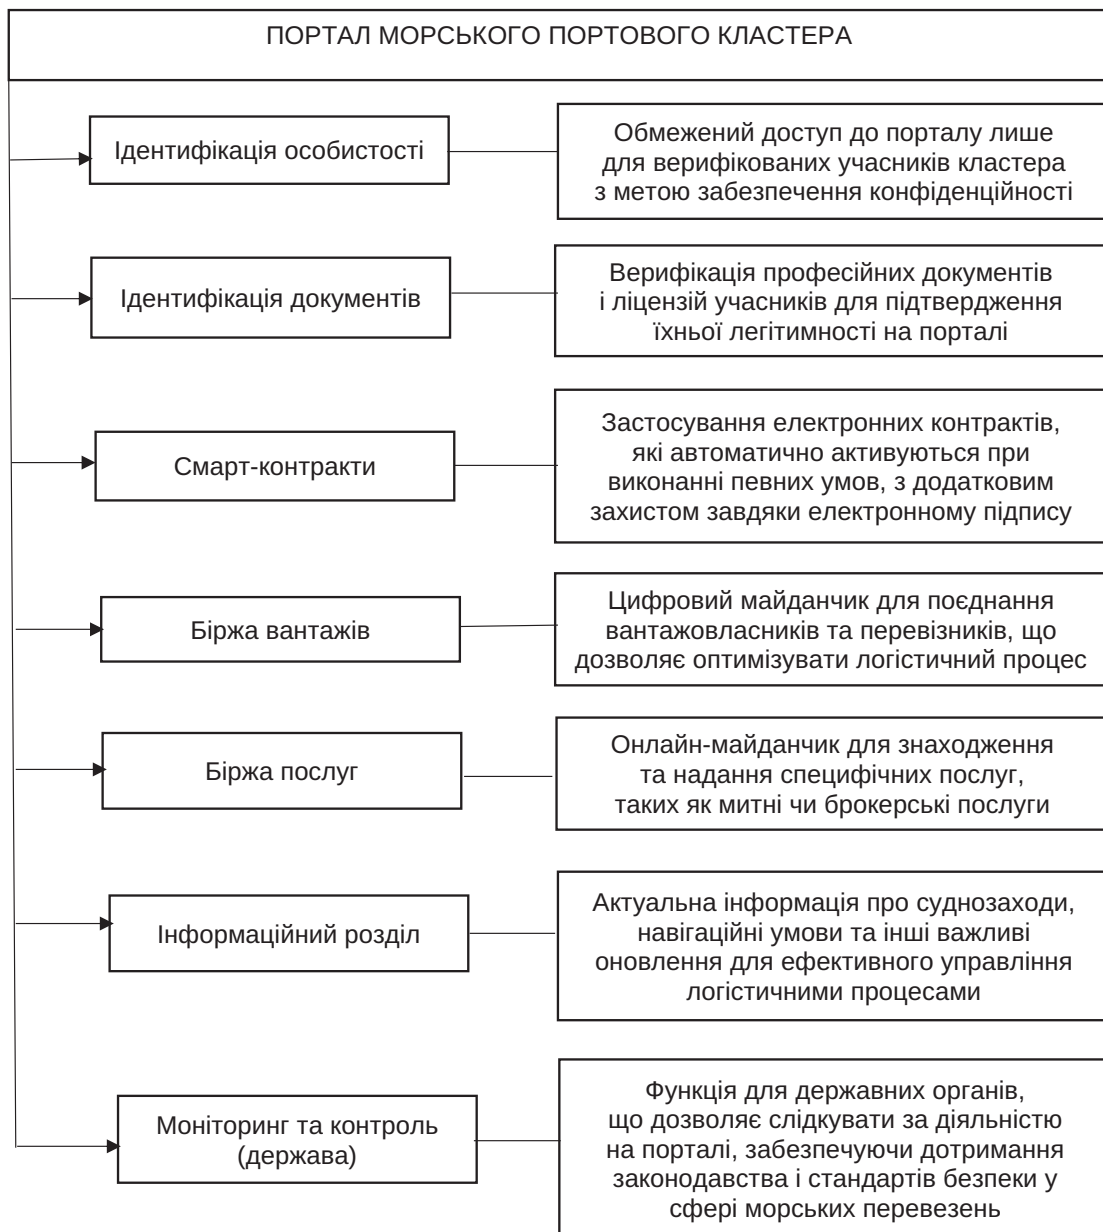 ПОРТАЛ МОРСЬКОГО ПОРТОВОГО КЛАСТЕРА
Ідентифікація особистості
Обмежений доступ до порталу лише
для верифікованих учасників кластера
з метою забезпечення конфіденційності
Ідентифікація документів
Верифікація професійних документів
і ліцензій учасників для підтвердження
їхньої легітимності на порталі
Смарт-контракти
Застосування електронних контрактів,
які автоматично активуються при
виконанні певних умов, з додатковим
захистом завдяки електронному підпису
Біржа вантажів
Цифровий майданчик для поєднання
вантажовласників та перевізників, що
дозволяє оптимізувати логістичний процес
Біржа послуг
Онлайн-майданчик для знаходження
та надання специфічних послуг,
таких як митні чи брокерські послуги
Інформаційний розділ
Актуальна інформація про суднозаходи,
навігаційні умови та інші важливі
оновлення для ефективного управління
логістичними процесами
Моніторинг та контроль
(держава)
Функція для державних органів,
що дозволяє слідкувати за діяльністю
на порталі, забезпечуючи дотримання
законодавства і стандартів безпеки у
сфері морських перевезень